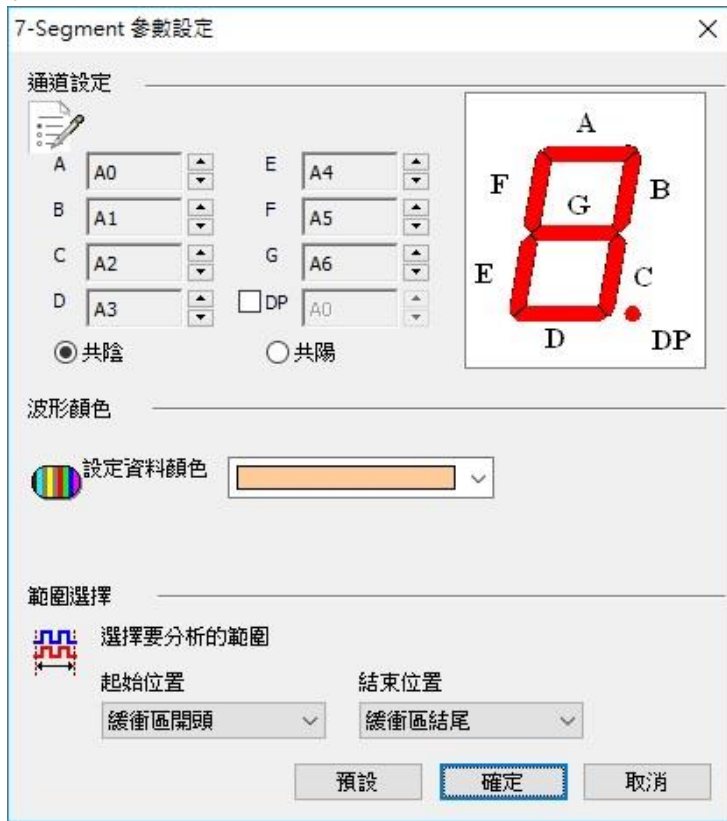 7-Segment 參數設定
通道設定
A A0 E A4
B A1 F A5
C A2 G A6
D A3 DP A0
共陰 共陽
A
F B
G
E C
D DP
波形顏色
設定資料顏色
範圍選擇
選擇要分析的範圍
起始位置 結束位置
緩衝區開頭 緩衝區結尾
預設 確定 取消